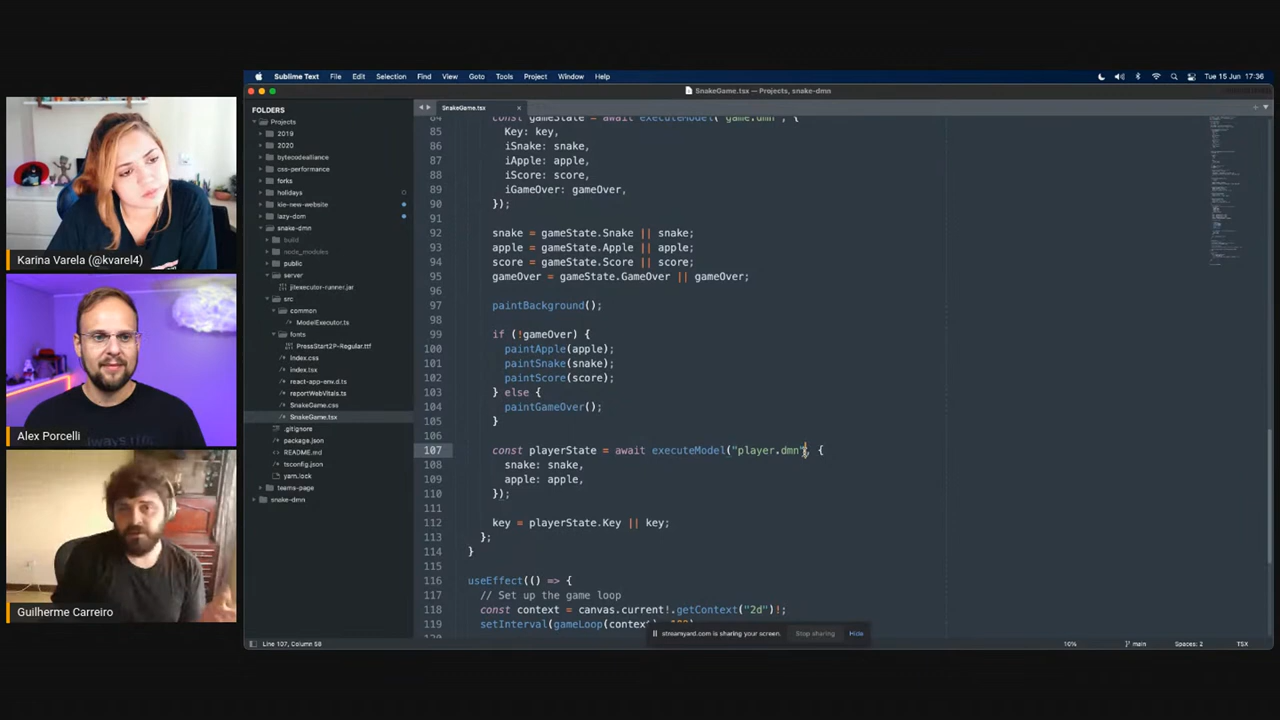 Sublime Text File Edit Selection Find View Goto Tools Project Window Help
Tue 15 Jun 17:36
SnakeGame.tsx — Projects, snake-dmn
FOLDERS
Projects
2019
2020
bytecodealliance
css-performance
forks
holidays
kie-new-website
lazy-dom
snake-dmn
build
node_modules
public
server
jitexecutor-runner.jar
src
common
ModelExecutor.ts
fonts
PressStart2P-Regular.ttf
index.css
index.tsx
react-app-env.d.ts
reportWebVitals.ts
SnakeGame.css
SnakeGame.tsx
.gitignore
package.json
README.md
tsconfig.json
yarn.lock
teams-page
snake-dmn
SnakeGame.tsx ×
84 const gameState = await executeModel("game.dmn", {
85 Key: key,
86 iSnake: snake,
87 iApple: apple,
88 iScore: score,
89 iGameOver: gameOver,
90 });
91
92 snake = gameState.Snake || snake;
93 apple = gameState.Apple || apple;
94 score = gameState.Score || score;
95 gameOver = gameState.GameOver || gameOver;
96
97 paintBackground();
98
99 if (!gameOver) {
100 paintApple(apple);
101 paintSnake(snake);
102 paintScore(score);
103 } else {
104 paintGameOver();
105 }
106
107 const playerState = await executeModel("player.dmn", {
108 snake: snake,
109 apple: apple,
110 });
111
112 key = playerState.Key || key;
113 };
114 }
116 useEffect(() => {
117 // Set up the game loop
118 const context = canvas.current!.getContext("2d")!;
119 setInterval(gameLoop(context)
streamyard.com is sharing your screen. Stop sharing Hide
Line 107, Column 58
10% main Spaces: 2 TSX
Karina Varela (@kvarel4)
Alex Porcelli
Guilherme Carreiro